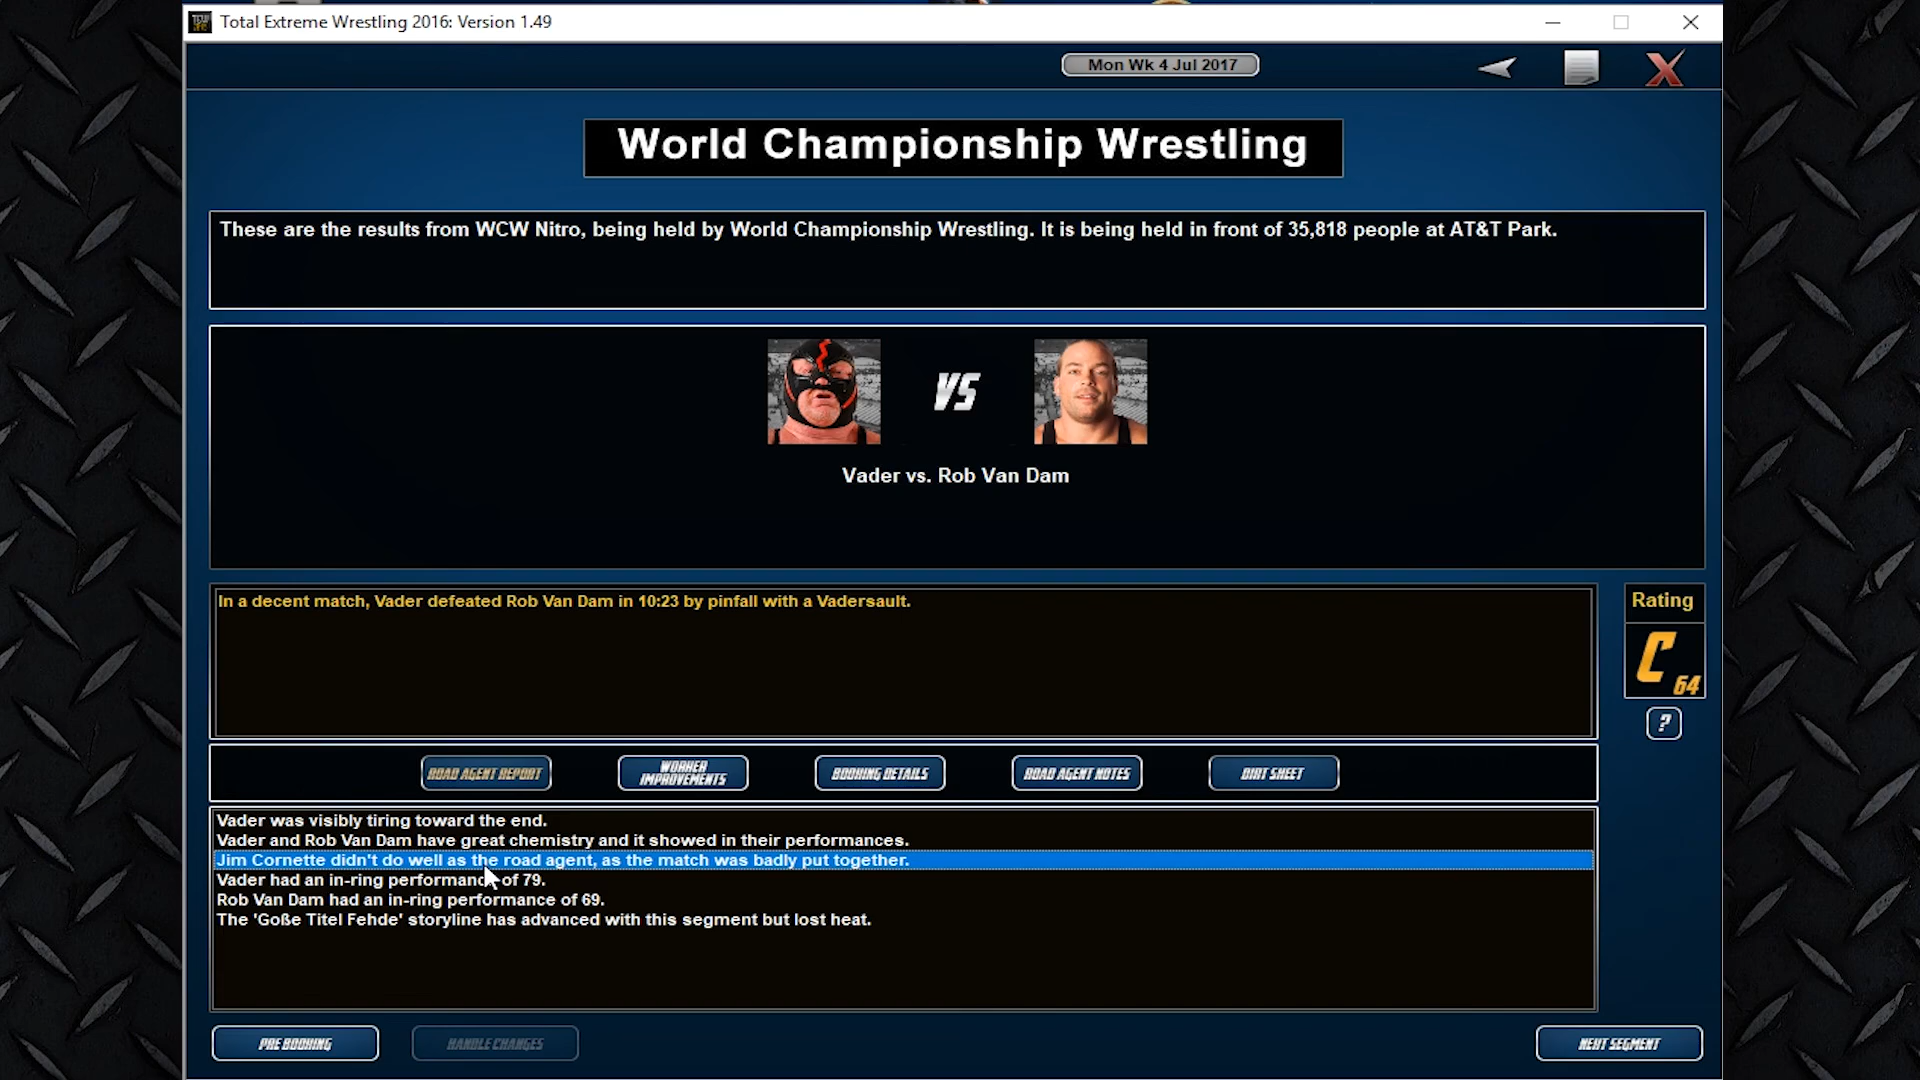 Total Extreme Wrestling 2016: Version 1.49
Mon Wk 4 Jul 2017
World Championship Wrestling
These are the results from WCW Nitro, being held by World Championship Wrestling. It is being held in front of 35,818 people at AT&T Park.
VS
Vader vs. Rob Van Dam
In a decent match, Vader defeated Rob Van Dam in 10:23 by pinfall with a Vadersault.
Rating
C 64
?
ROAD AGENT REPORT
WORKER IMPROVEMENTS
BOOKING DETAILS
ROAD AGENT NOTES
DIRT SHEET
Vader was visibly tiring toward the end.
Vader and Rob Van Dam have great chemistry and it showed in their performances.
Jim Cornette didn't do well as the road agent, as the match was badly put together.
Vader had an in-ring performance of 79.
Rob Van Dam had an in-ring performance of 69.
The 'Goße Titel Fehde' storyline has advanced with this segment but lost heat.
PRE BOOKING
HANDLE CHANGES
NEXT SEGMENT